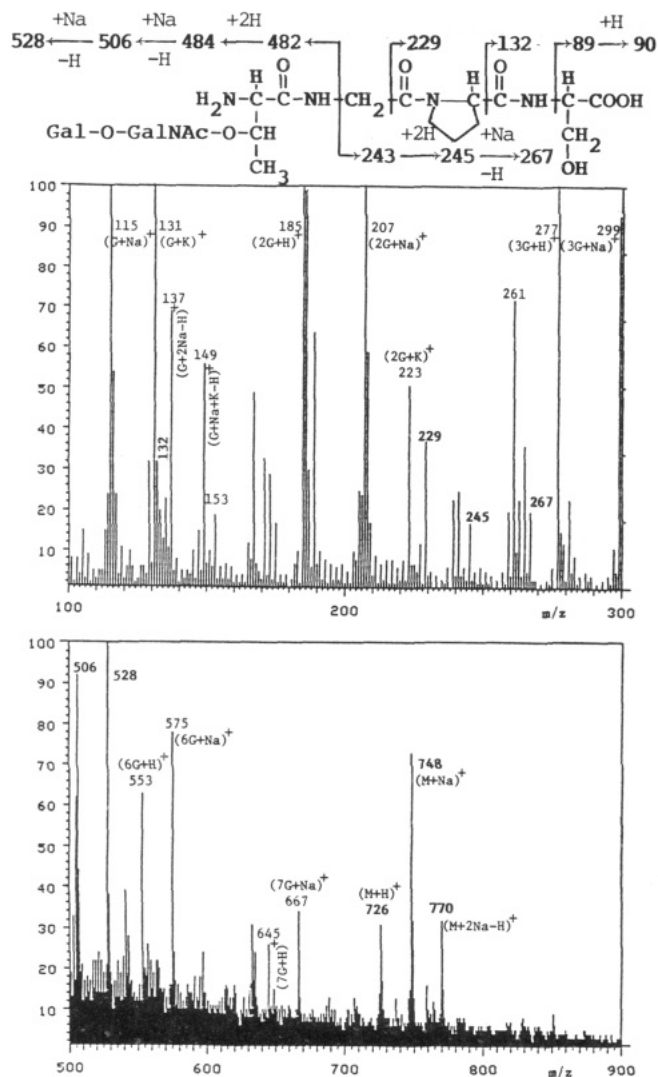 +Na +Na +2H +H
528 ← 506 ← 484 ← 482 ← → 229 → 132 → 89 → 90
-H -H
H O O H O H
H₂N-C-C-NH-CH₂-C-N-C-C-NH-C-COOH
Gal-O-GalNAc-O-CH +2H +Na CH₂
CH₃ → 243 → 245 → 267 OH
-H
100
90
80
70
60
50
40
30
20
10
115
(G+Na)⁺
131
(G+K)⁺
137
(G+2Na-H)⁺
149
(G+Na+K-H)⁺
132
153
185
(2G+H)⁺
207
(2G+Na)⁺
(2G+K)⁺
223
229
245
261
267
277
(3G+H)⁺
299
(3G+Na)⁺
100 200 m/z 300
100
90
80
70
60
50
40
30
20
10
506
528
(6G+H)⁺
553
575
(6G+Na)⁺
645
(7G+H)⁺
(7G+Na)⁺
667
(M+H)⁺
726
748
(M+Na)⁺
770
(M+2Na-H)⁺
500 600 700 800 m/z 900